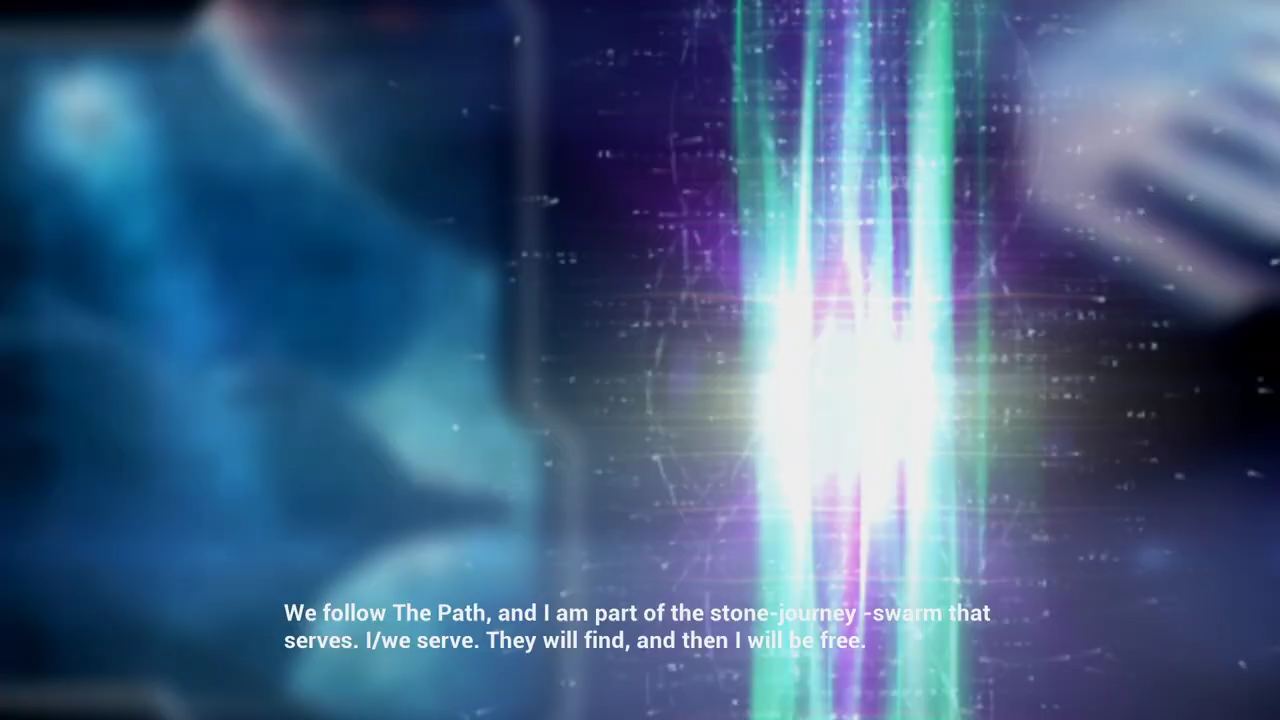 We follow The Path, and I am part of the stone-journey -swarm that
serves. I/we serve. They will find, and then I will be free.